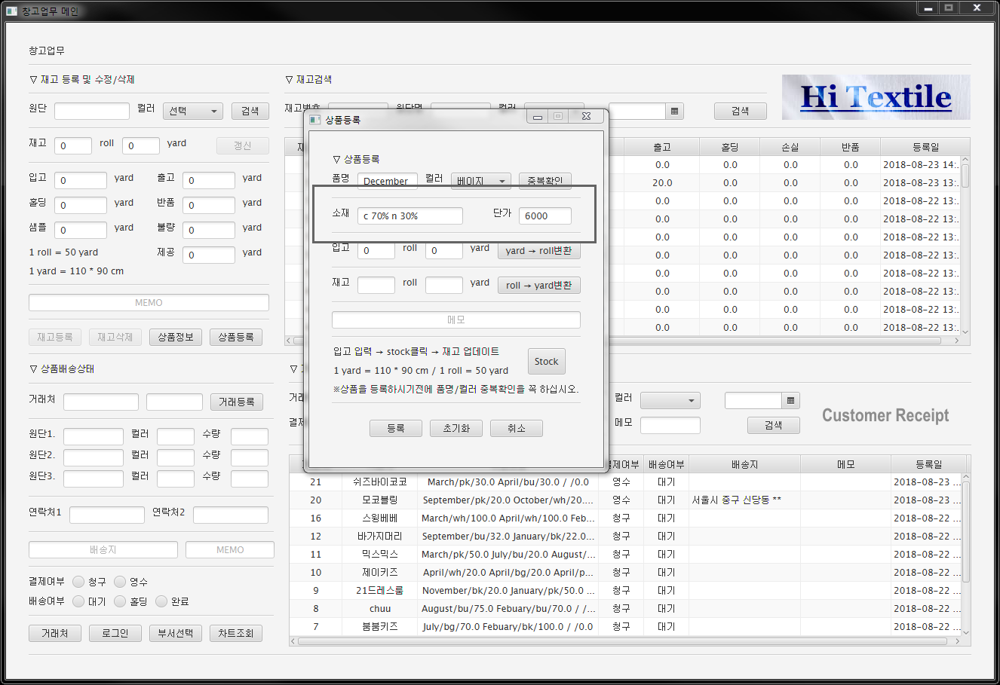 창고업무 메인
창고업무
▽ 재고 등록 및 수정/삭제
▽ 재고검색
Hi Textile
원단 컬러 선택 검색
검색
재고 0 roll 0 yard 갱신
출고 홀딩 손실 반품 등록일
입고 0 yard 출고 0 yard
홀딩 0 yard 반품 0 yard
샘플 0 yard 불량 0 yard
1 roll = 50 yard 제공 0 yard
1 yard = 110 * 90 cm
MEMO
재고등록 재고삭제 상품정보 상품등록
0.0 0.0 0.0 0.0 2018-08-23 14:.
20.0 0.0 0.0 0.0 2018-08-23 13:.
0.0 0.0 0.0 0.0 2018-08-22 13:.
0.0 0.0 0.0 0.0 2018-08-22 13:.
0.0 0.0 0.0 0.0 2018-08-22 13:.
0.0 0.0 0.0 0.0 2018-08-22 13:.
0.0 0.0 0.0 0.0 2018-08-22 13:.
0.0 0.0 0.0 0.0 2018-08-22 13:.
0.0 0.0 0.0 0.0 2018-08-22 13:.
0.0 0.0 0.0 0.0 2018-08-22 13:.
상품등록
▽ 상품등록
품명 December 컬러 베이지 중복확인
소재 c 70% n 30% 단가 6000
입고 0 roll 0 yard yard → roll변환
재고 roll yard roll → yard변환
메모
입고 입력 → stock클릭 → 재고 업데이트
Stock
1 yard = 110 * 90 cm / 1 roll = 50 yard
※상품을 등록하시기전에 품명/컬러 중복확인을 꼭 하십시오.
등록 초기화 취소
▽ 상품배송상태
거래처 거래등록
원단1. 컬러 수량
원단2. 컬러 수량
원단3. 컬러 수량
연락처1 연락처2
배송지 MEMO
결제여부 청구 영수
배송여부 대기 홀딩 완료
거래처 로그인 부서선택 차트조회
컬러
메모 검색
Customer Receipt
배송여부 배송지 메모 등록일
21 쉬즈바이코코 March/pk/30.0 April/bu/30.0 / /0.0 영수 대기 2018-08-23 ...
20 모코블링 September/pk/20.0 October/wh/20.... 영수 대기 서울시 중구 신당동 ** 2018-08-22 ...
16 스윙베베 March/wh/100.0 April/wh/100.0 Feb... 청구 대기 2018-08-22 ...
12 바가지머리 September/bu/32.0 January/bk/22.0... 청구 대기 2018-08-22 ...
11 믹스믹스 March/pk/50.0 July/bu/20.0 August/... 청구 대기 2018-08-22 ...
10 제이키즈 April/wh/20.0 April/bg/20.0 April/p... 청구 대기 2018-08-22 ...
9 21드레스룸 November/bk/20.0 January/pk/50.0 ... 청구 대기 2018-08-22 ...
8 chuu August/bu/75.0 Febuary/bu/70.0 / /... 청구 대기 2018-08-22 ...
7 붐붐키즈 July/bg/70.0 Febuary/bk/100.0 / /0.0 청구 대기 2018-08-22 ...